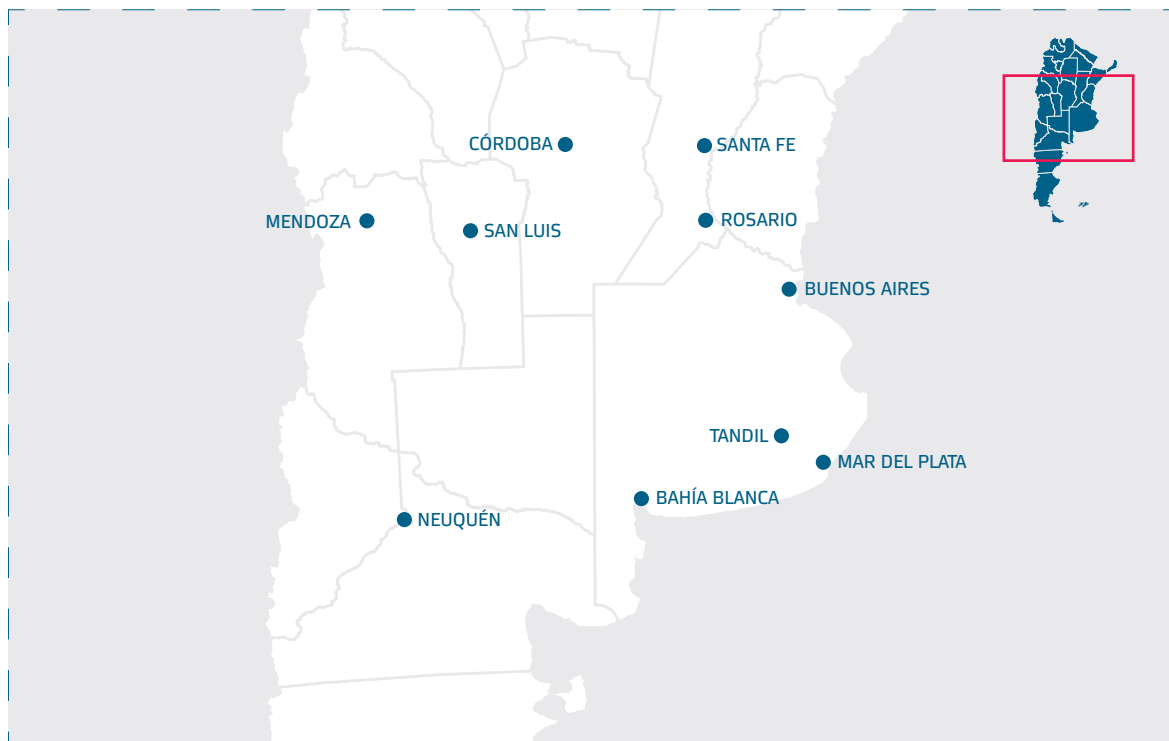 CÓRDOBA
SANTA FE
MENDOZA
ROSARIO
SAN LUIS
BUENOS AIRES
TANDIL
MAR DEL PLATA
BAHÍA BLANCA
NEUQUÉN